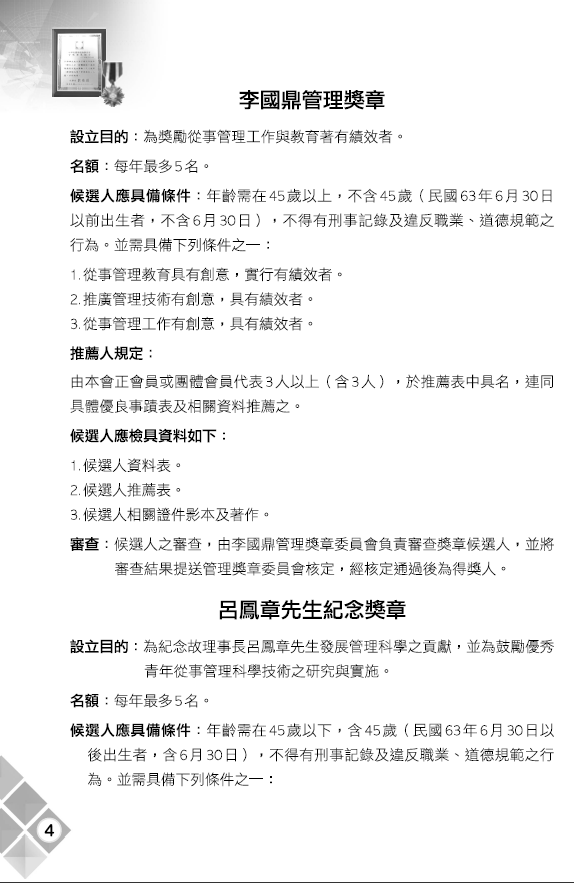 李國鼎管理獎章
設立目的：為獎勵從事管理工作與教育著有績效者。
名額：每年最多5名。
候選人應具備條件：年齡需在45歲以上，不含45歲（民國63年6月30日
以前出生者，不含6月30日），不得有刑事記錄及違反職業、道德規範之
行為。並需具備下列條件之一：
1.從事管理教育具有創意，實行有績效者。
2.推廣管理技術有創意，具有績效者。
3.從事管理工作有創意，具有績效者。
推薦人規定：
由本會正會員或團體會員代表3人以上（含3人），於推薦表中具名，連同
具體優良事蹟表及相關資料推薦之。
候選人應檢具資料如下：
1.候選人資料表。
2.候選人推薦表。
3.候選人相關證件影本及著作。
審查：候選人之審查，由李國鼎管理獎章委員會負責審查獎章候選人，並將
審查結果提送管理獎章委員會核定，經核定通過後為得獎人。
呂鳳章先生紀念獎章
設立目的：為紀念故理事長呂鳳章先生發展管理科學之貢獻，並為鼓勵優秀
青年從事管理科學技術之研究與實施。
名額：每年最多5名。
候選人應具備條件：年齡需在45歲以下，含45歲（民國63年6月30日以
後出生者，含6月30日），不得有刑事記錄及違反職業、道德規範之行
為。並需具備下列條件之一：
4